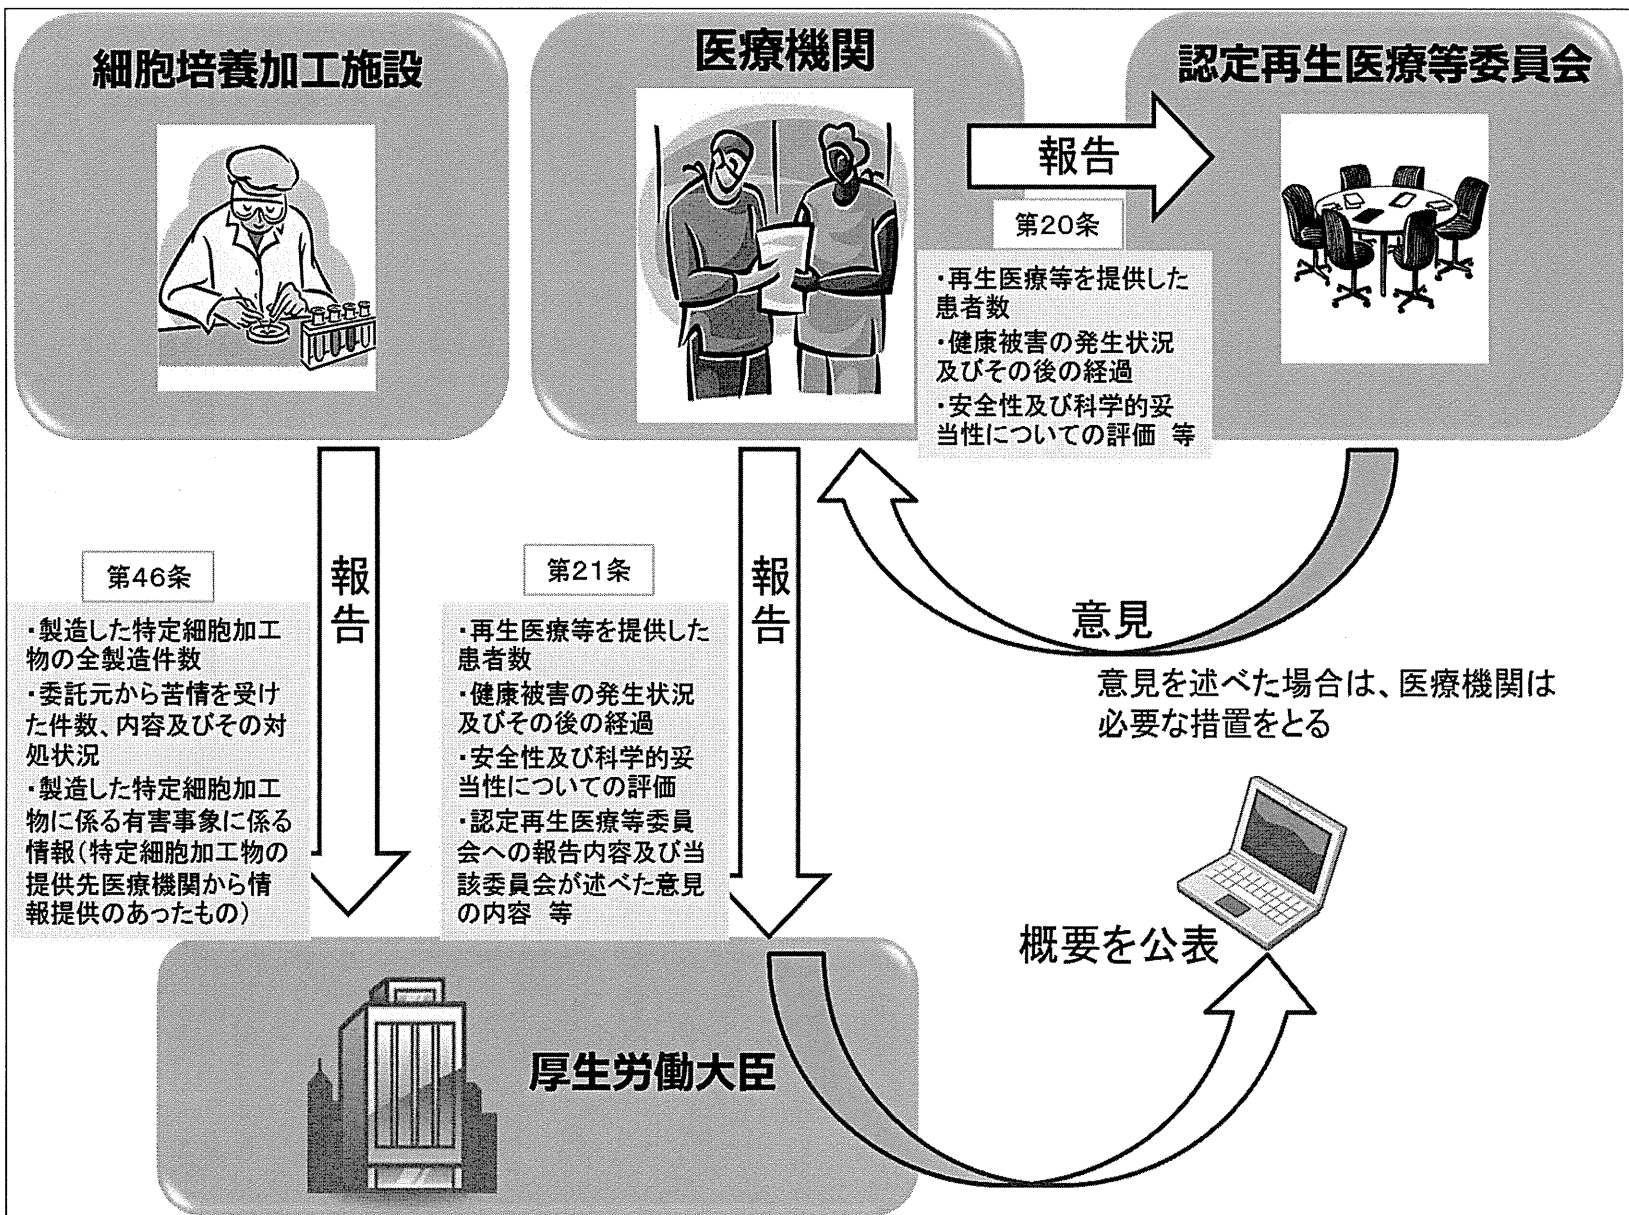 細胞培養加工施設
医療機関
認定再生医療等委員会
報告
第20条
・再生医療等を提供した
患者数
・健康被害の発生状況
及びその後の経過
・安全性及び科学的妥
当性についての評価 等
第46条
・製造した特定細胞加工
物の全製造件数
・委託元から苦情を受け
た件数、内容及びその対
処状況
・製造した特定細胞加工
物に係る有害事象に係る
情報(特定細胞加工物の
提供先医療機関から情
報提供のあったもの)
報告
第21条
・再生医療等を提供した
患者数
・健康被害の発生状況
及びその後の経過
・安全性及び科学的妥
当性についての評価
・認定再生医療等委員
会への報告内容及び当
該委員会が述べた意見
の内容 等
報告
意見
意見を述べた場合は、医療機関は
必要な措置をとる
概要を公表
厚生労働大臣